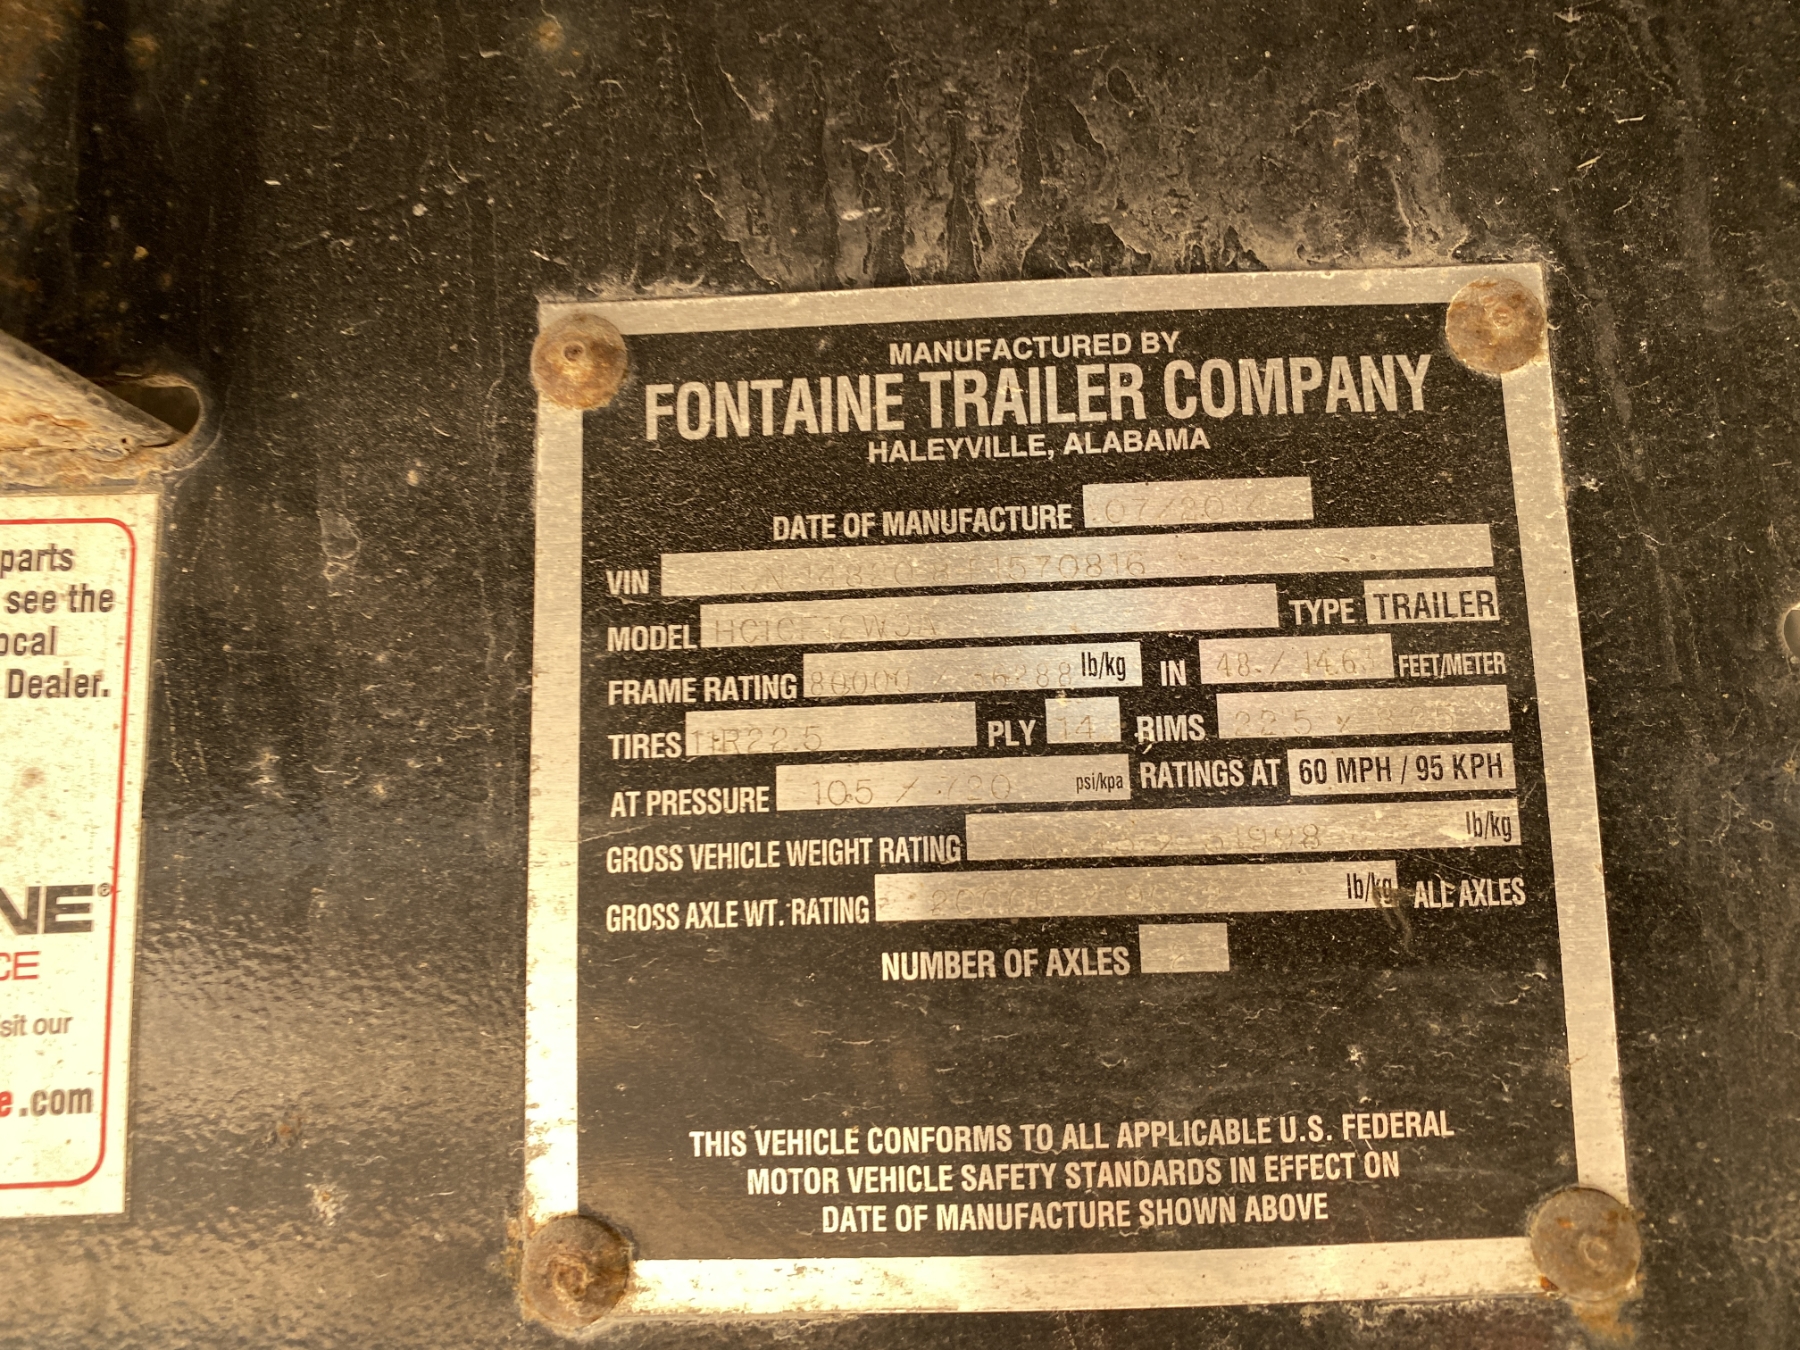 parts
see the
ocal
Dealer.
NE®
CE
sit our
e.com
MANUFACTURED BY
FONTAINE TRAILER COMPANY
HALEYVILLE, ALABAMA
DATE OF MANUFACTURE
VIN
MODEL TYPE TRAILER
FRAME RATING lb/kg IN FEET/METER
TIRES PLY 14 RIMS
AT PRESSURE 105 / 720 psi/kpa RATINGS AT 60 MPH / 95 KPH
GROSS VEHICLE WEIGHT RATING lb/kg
GROSS AXLE WT. RATING lb/kg ALL AXLES
NUMBER OF AXLES
THIS VEHICLE CONFORMS TO ALL APPLICABLE U.S. FEDERAL
MOTOR VEHICLE SAFETY STANDARDS IN EFFECT ON
DATE OF MANUFACTURE SHOWN ABOVE